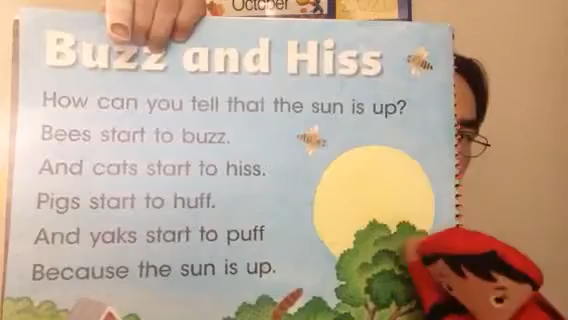 October
Buzz and Hiss
How can you tell that the sun is up?
Bees start to buzz.
And cats start to hiss.
Pigs start to huff.
And yaks start to puff
Because the sun is up.